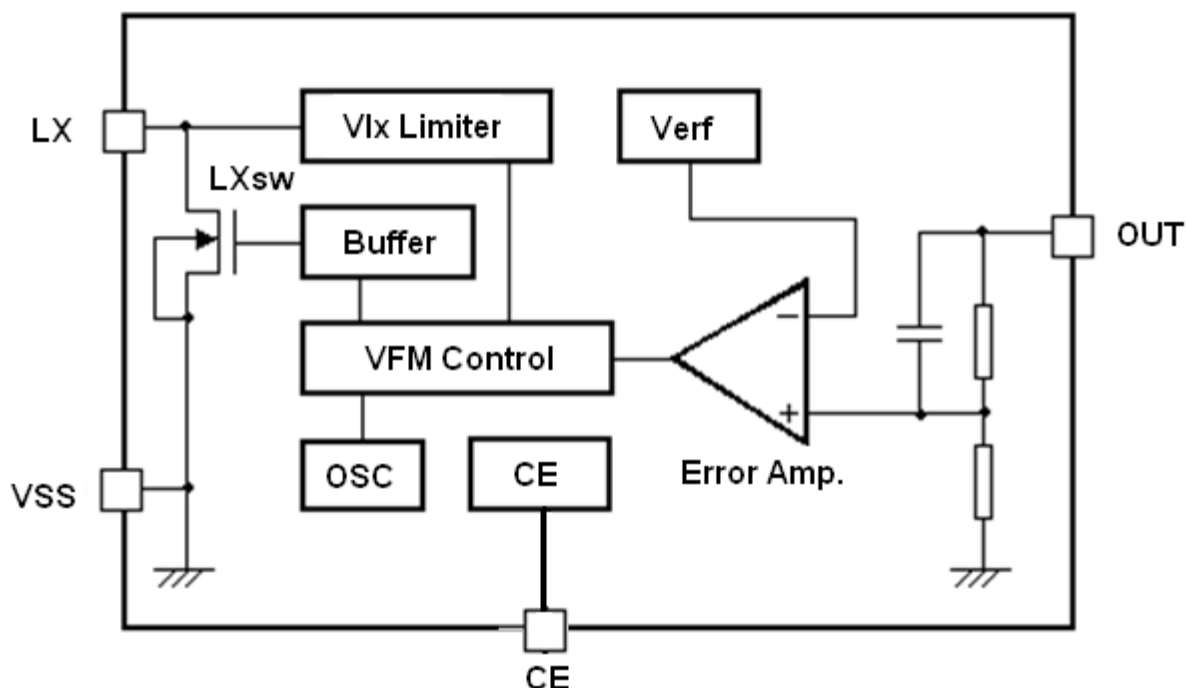 LX
Vlx Limiter
Verf
LXsw
Buffer
OUT
−
VFM Control
+
OSC
CE
Error Amp.
VSS
CE